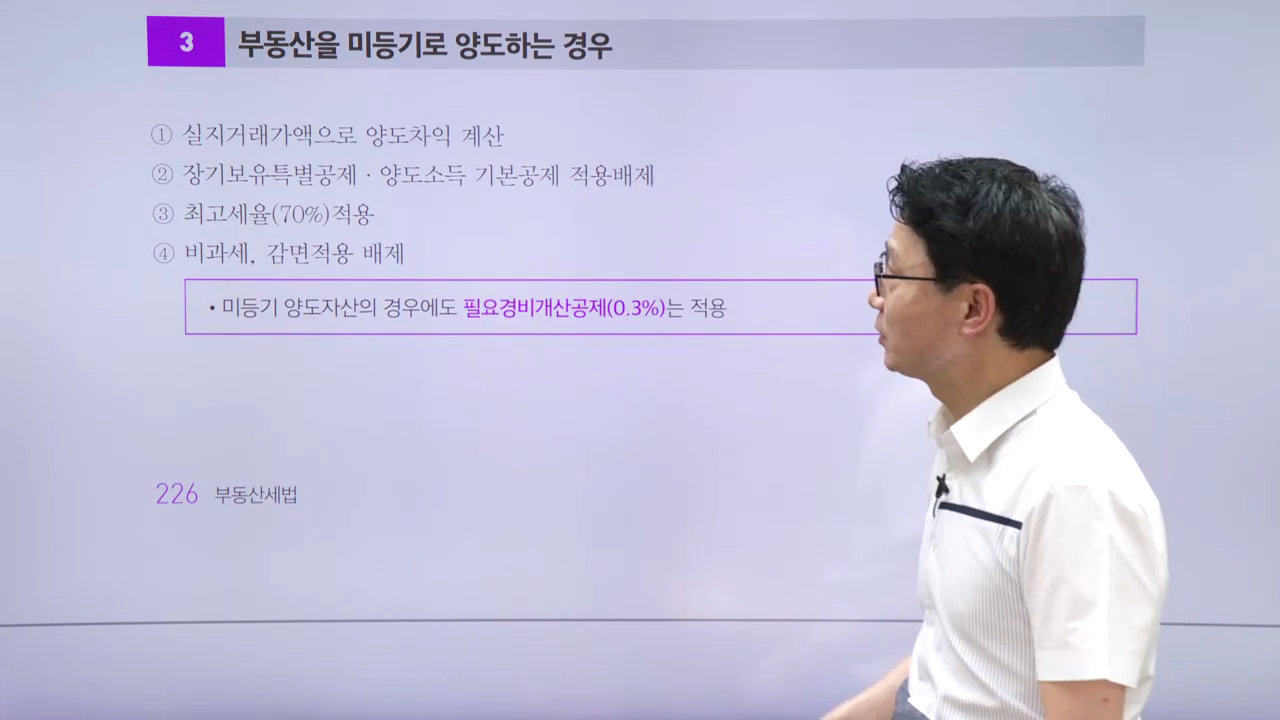 3 부동산을 미등기로 양도하는 경우
① 실지거래가액으로 양도차익 계산
② 장기보유특별공제 · 양도소득 기본공제 적용배제
③ 최고세율(70%)적용
④ 비과세, 감면적용 배제
• 미등기 양도자산의 경우에도 필요경비개산공제(0.3%)는 적용
226 부동산세법